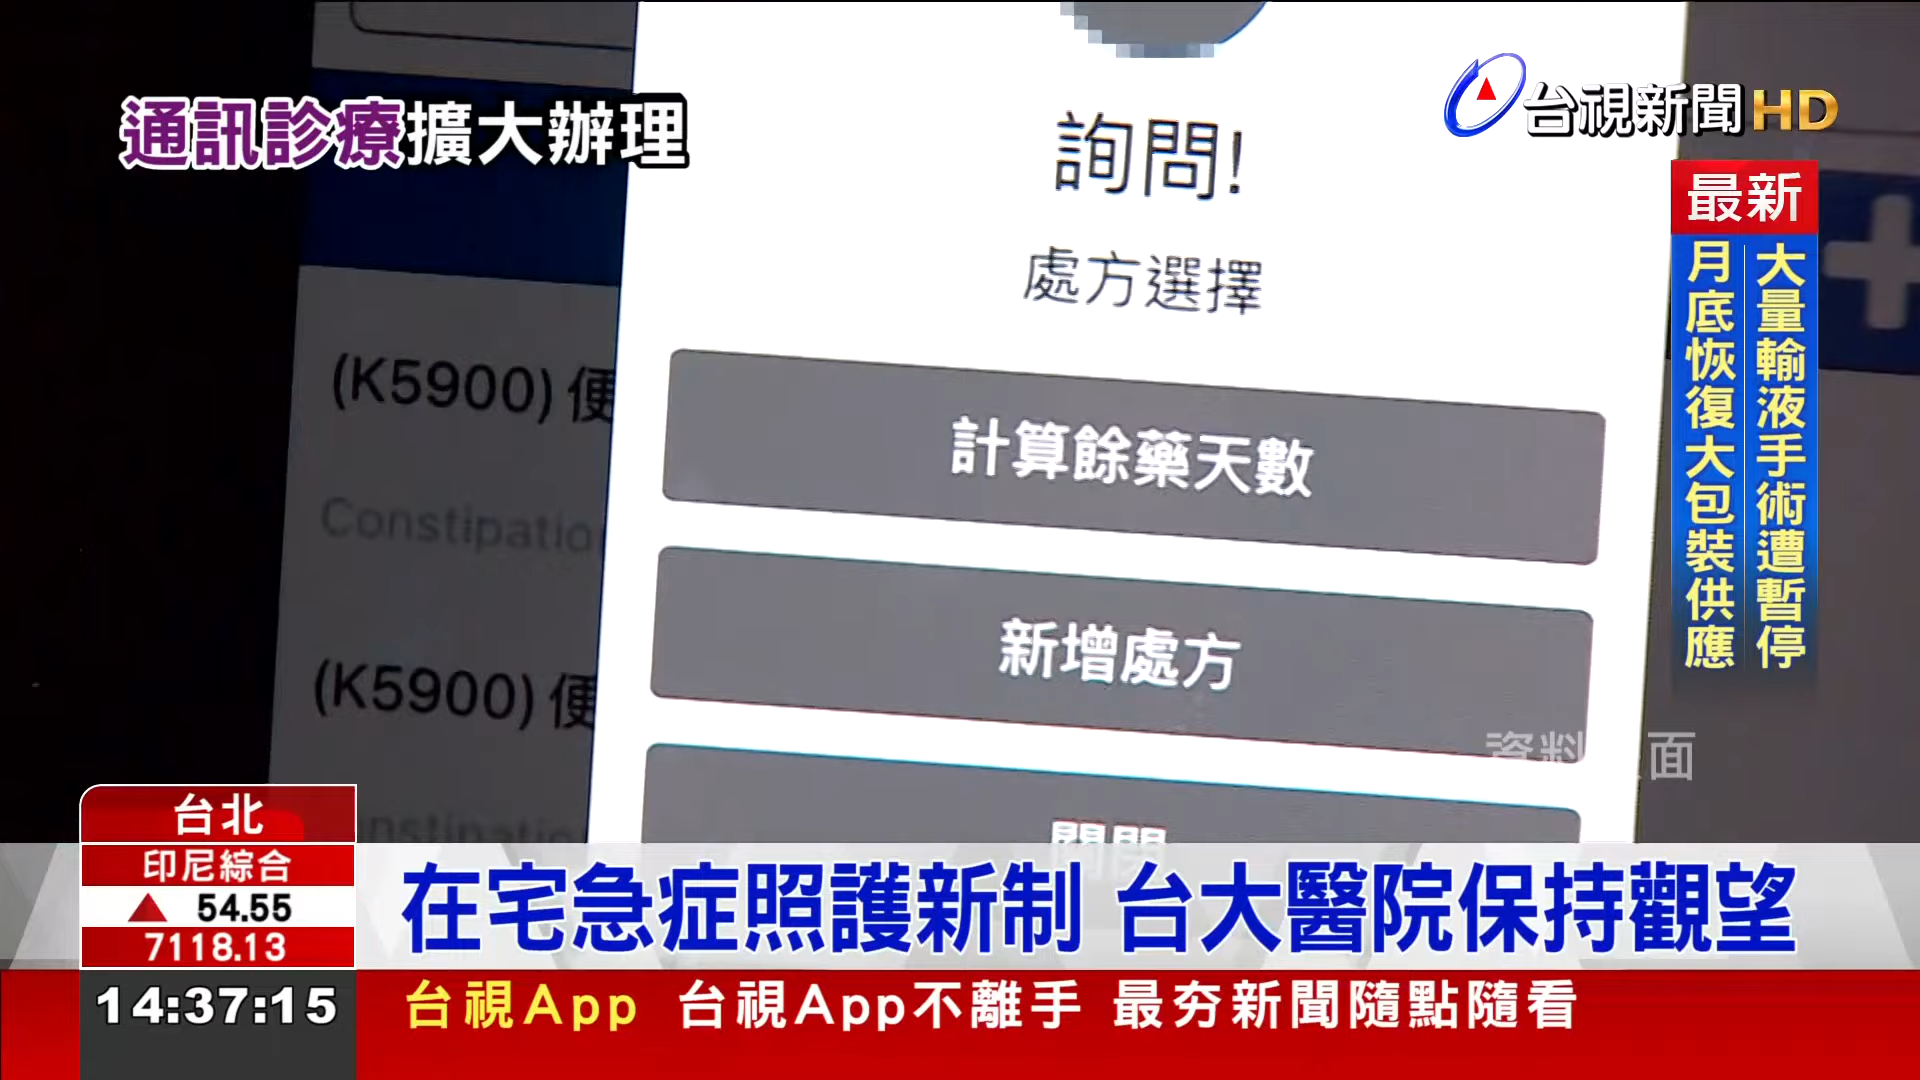 通訊診療擴大辦理
台視新聞HD
最新
大量輸液手術遭暫停
月底恢復大包裝供應
詢問!
處方選擇
(K5900) 便
Constipatio
計算餘藥天數
新增處方
(K5900) 便
資料 面
台北
印尼綜合
▲ 54.55
7118.13
14:37:15
在宅急症照護新制 台大醫院保持觀望
台視App 台視App不離手 最夯新聞隨點隨看